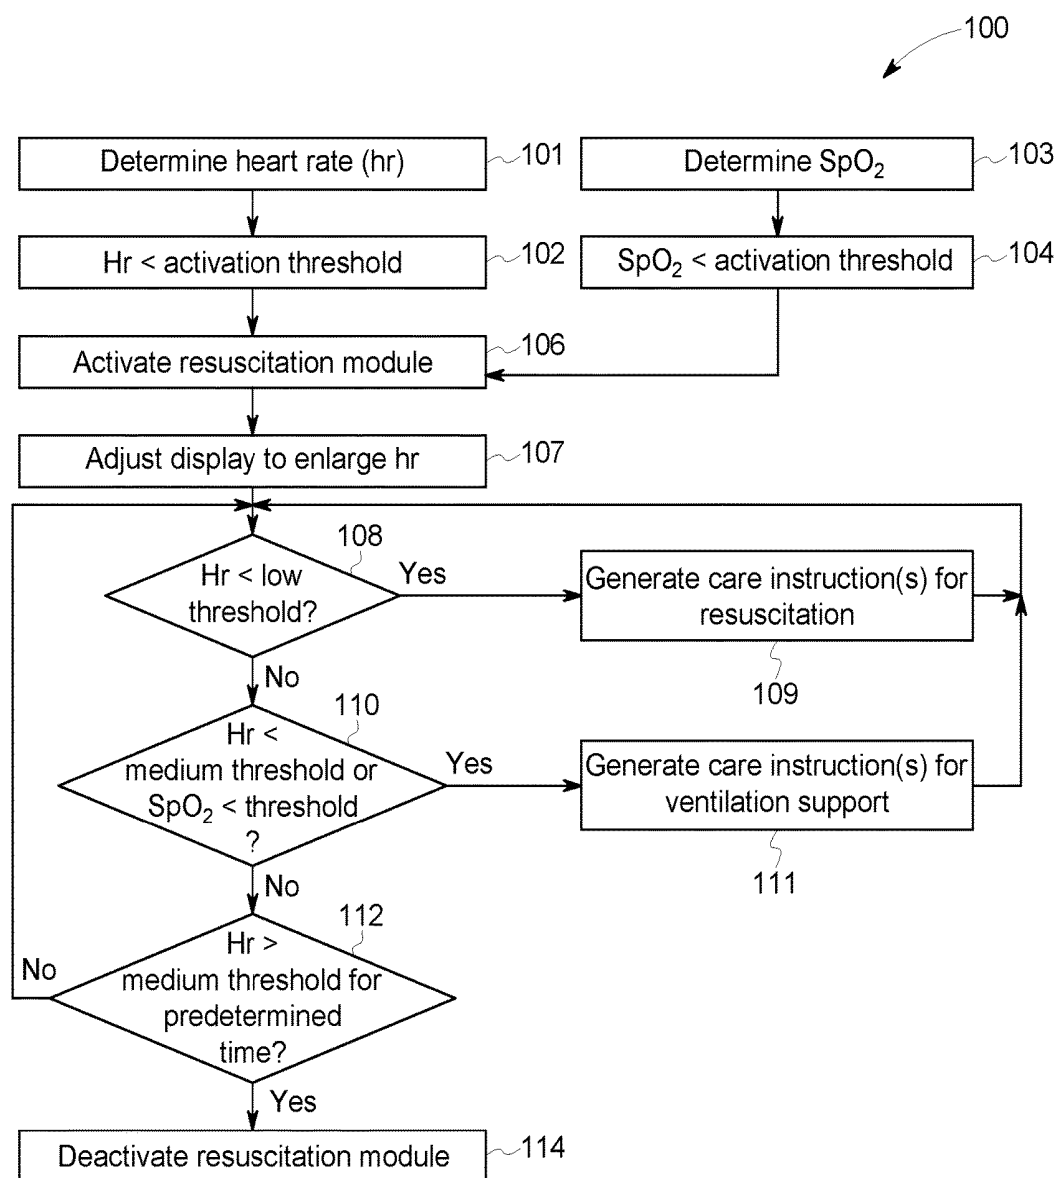 100
Determine heart rate (hr)
101
Determine SpO₂
103
Hr < activation threshold
102
SpO₂ < activation threshold
104
Activate resuscitation module
106
Adjust display to enlarge hr
107
108
Hr < low
threshold?
Yes
Generate care instruction(s) for
resuscitation
109
No
110
Hr <
medium threshold or
SpO₂ < threshold
?
Yes
Generate care instruction(s) for
ventilation support
111
No
112
Hr >
medium threshold for
predetermined
time?
No
Yes
Deactivate resuscitation module
114